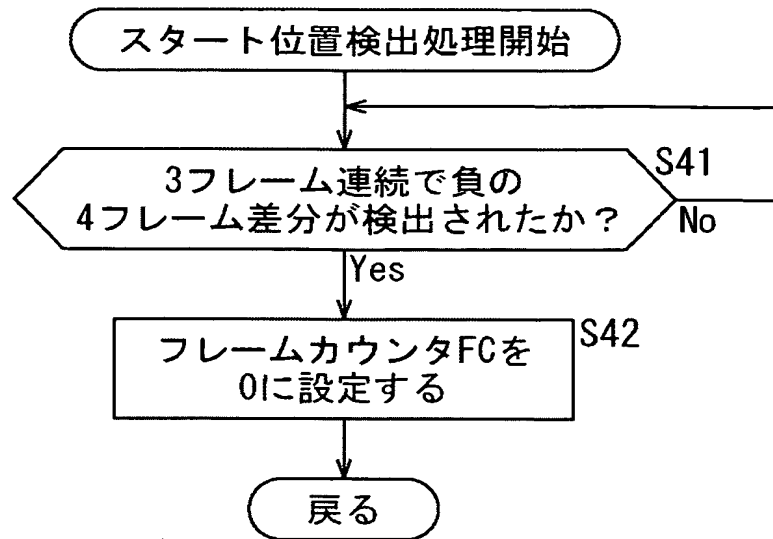 スタート位置検出処理開始
3フレーム連続で負の
4フレーム差分が検出されたか？
S41
No
Yes
フレームカウンタFCを
0に設定する
S42
戻る